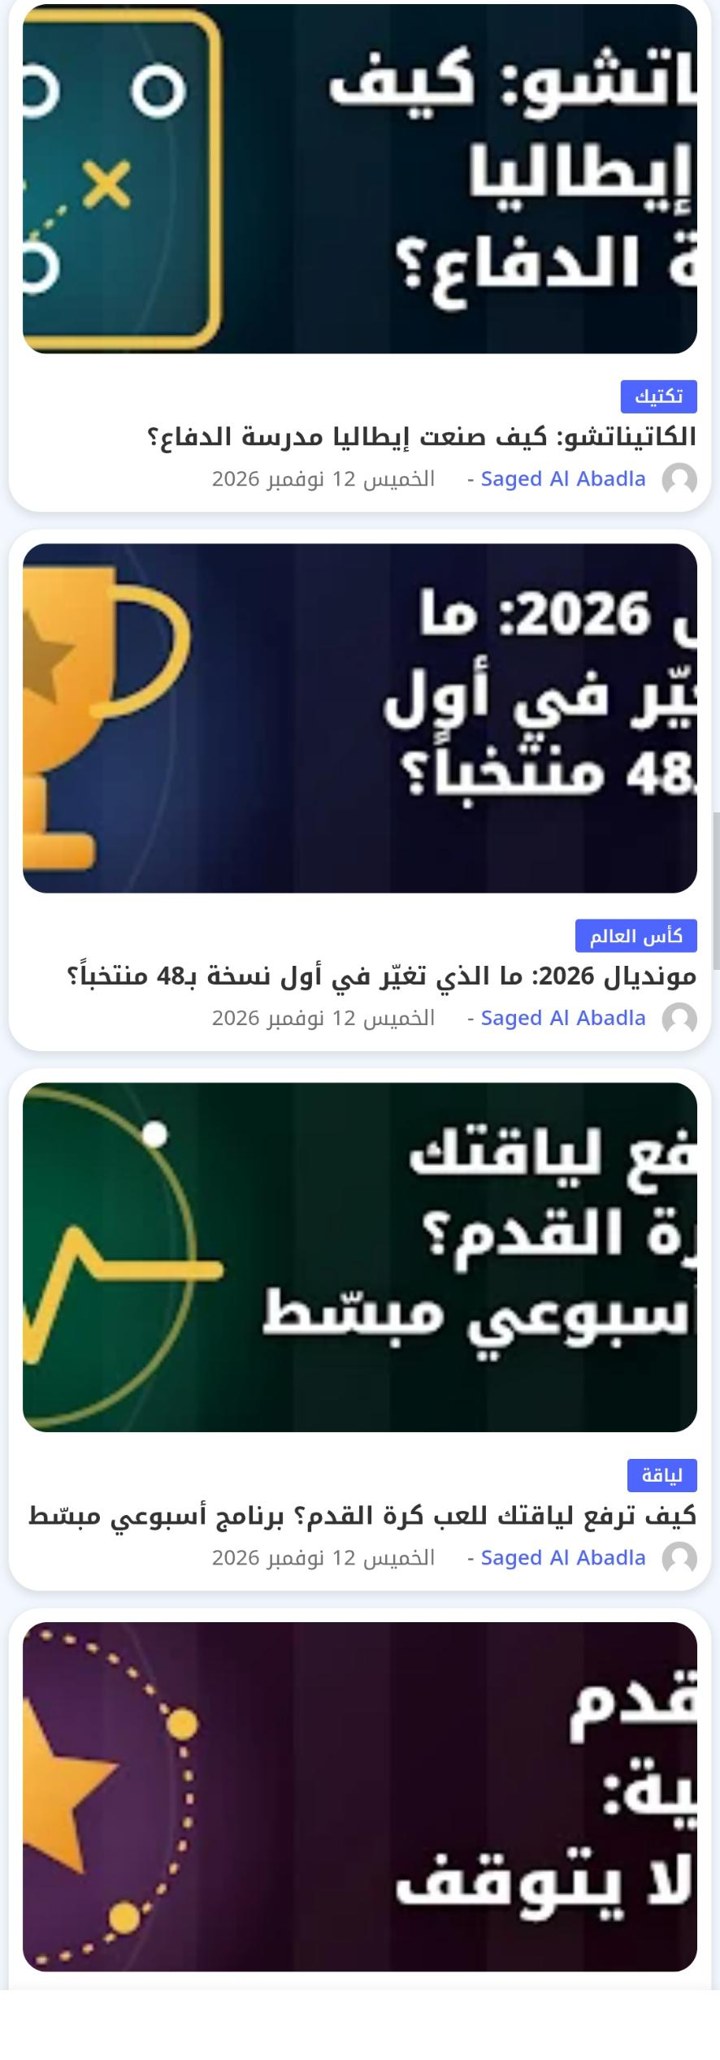 اتشو: كيف
إيطاليا
ة الدفاع؟
تكتيك
الكاتيناتشو: كيف صنعت إيطاليا مدرسة الدفاع؟
Saged Al Abadla - الخميس 12 نوفمبر 2026
ل 2026: ما
يّر في أول
48 منتخباً؟
كأس العالم
مونديال 2026: ما الذي تغيّر في أول نسخة بـ48 منتخباً؟
Saged Al Abadla - الخميس 12 نوفمبر 2026
فع لياقتك
رة القدم؟
أسبوعي مبسّط
لياقة
كيف ترفع لياقتك للعب كرة القدم؟ برنامج أسبوعي مبسّط
Saged Al Abadla - الخميس 12 نوفمبر 2026
قدم
ية:
لا يتوقف